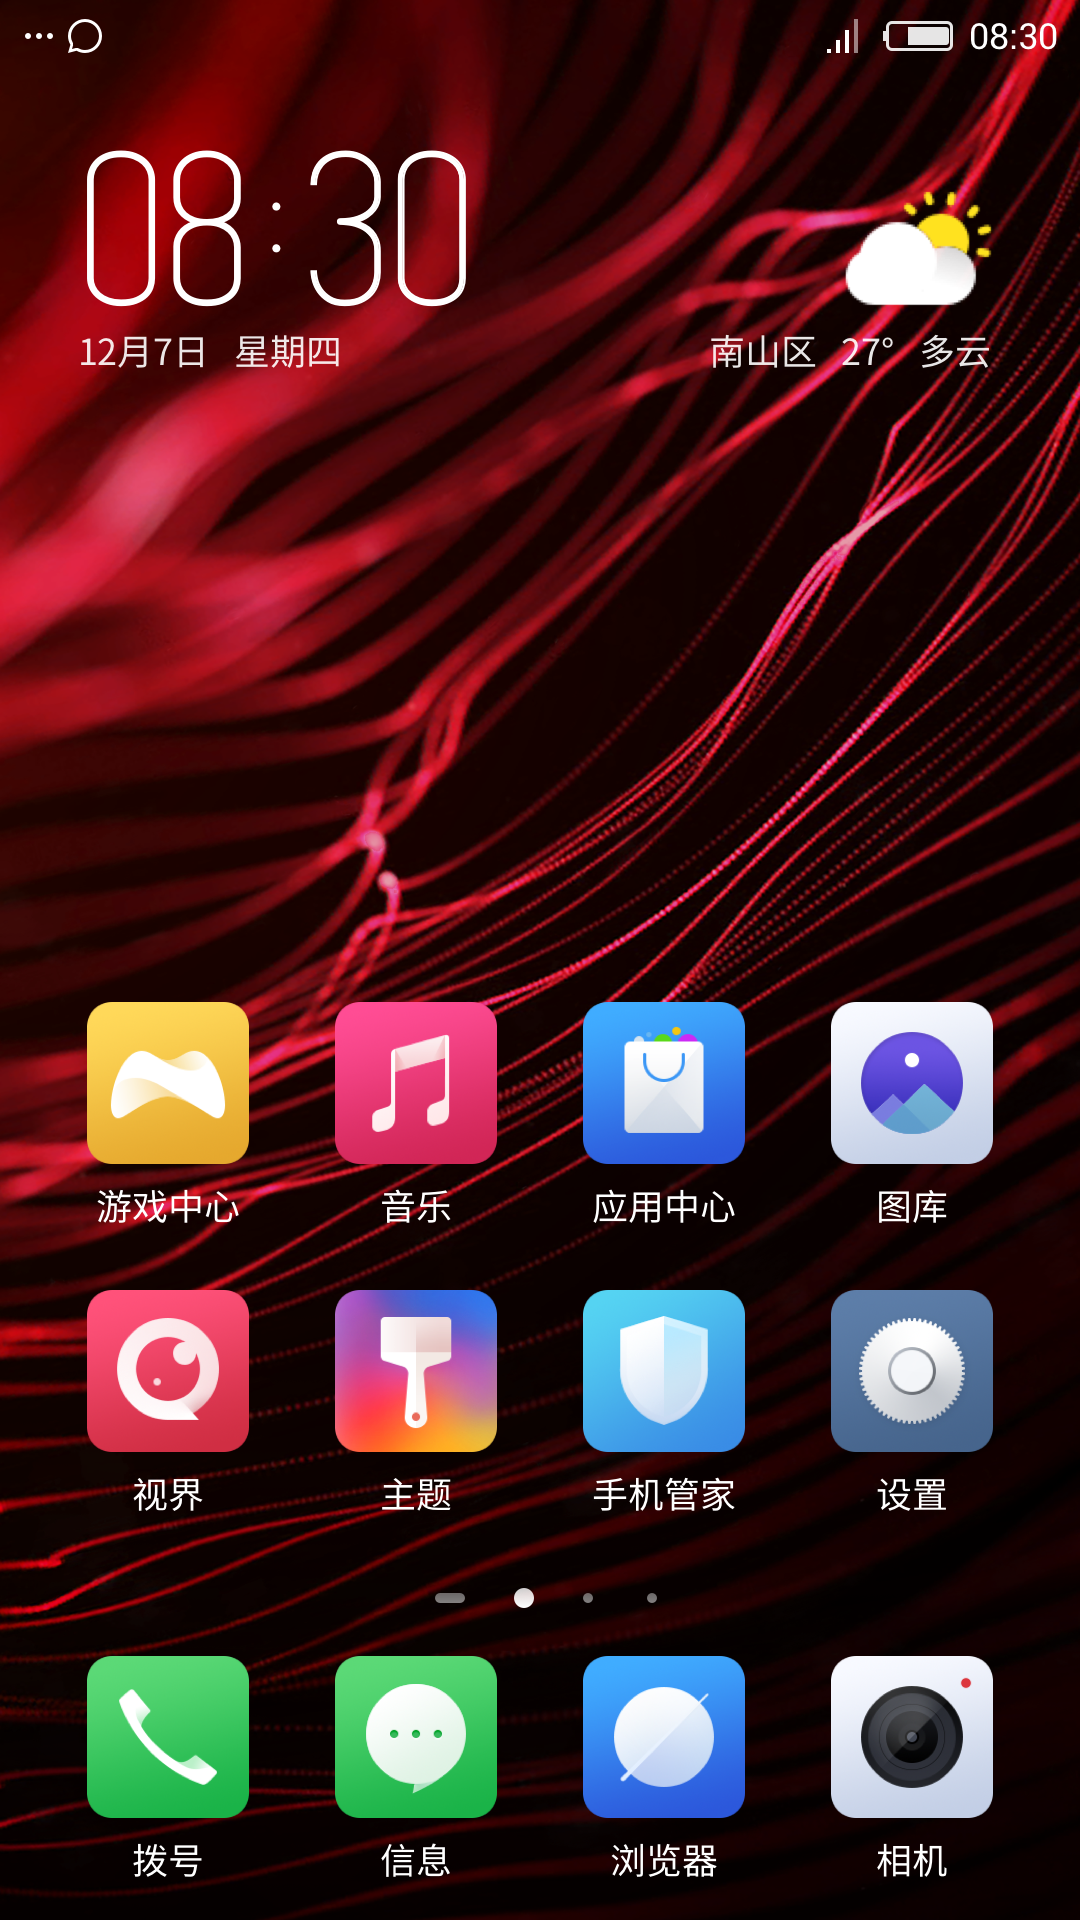 08:30
08:30
12月7日 星期四
南山区 27° 多云
游戏中心 音乐 应用中心 图库
视界 主题 手机管家 设置
拨号 信息 浏览器 相机